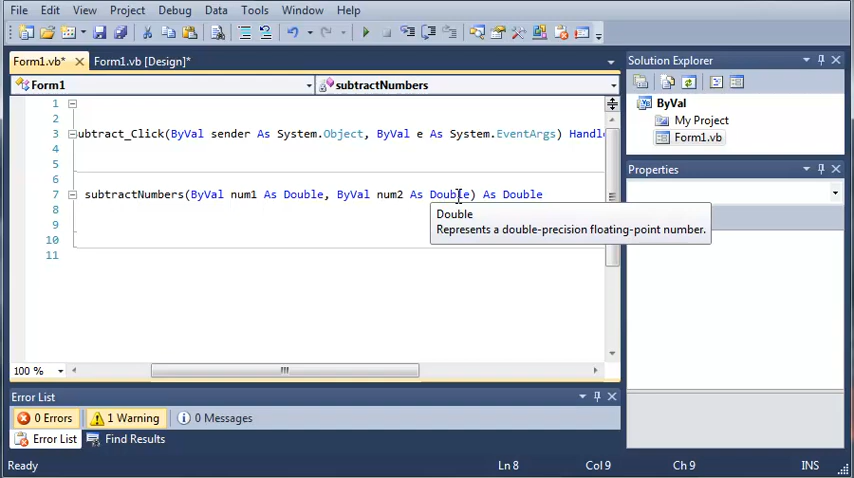 File Edit View Project Debug Data Tools Window Help
Form1.vb* Form1.vb [Design]*
Form1 subtractNumbers
1
2
3 ubtract_Click(ByVal sender As System.Object, ByVal e As System.EventArgs) Handle
4
5
6
7 subtractNumbers(ByVal num1 As Double, ByVal num2 As Double) As Double
8
9
10
11
Double
Represents a double-precision floating-point number.
100 %
Solution Explorer
ByVal
My Project
Form1.vb
Properties
Error List
0 Errors 1 Warning 0 Messages
Error List Find Results
Ready Ln 8 Col 9 Ch 9 INS